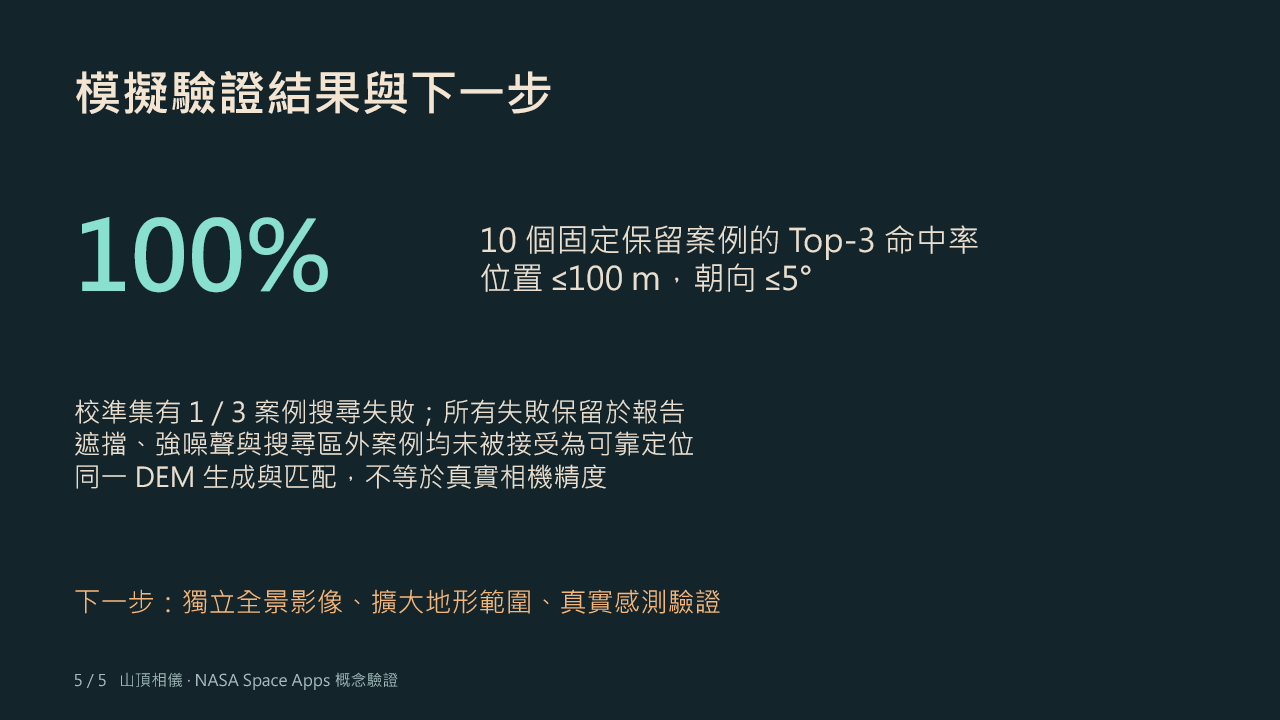 模擬驗證結果與下一步
100%
10 個固定保留案例的 Top-3 命中率
位置 ≤100 m，朝向 ≤5°
校準集有 1 / 3 案例搜尋失敗；所有失敗保留於報告
遮擋、強噪聲與搜尋區外案例均未被接受為可靠定位
同一 DEM 生成與匹配，不等於真實相機精度
下一步：獨立全景影像、擴大地形範圍、真實感測驗證
5 / 5 山頂相儀 · NASA Space Apps 概念驗證